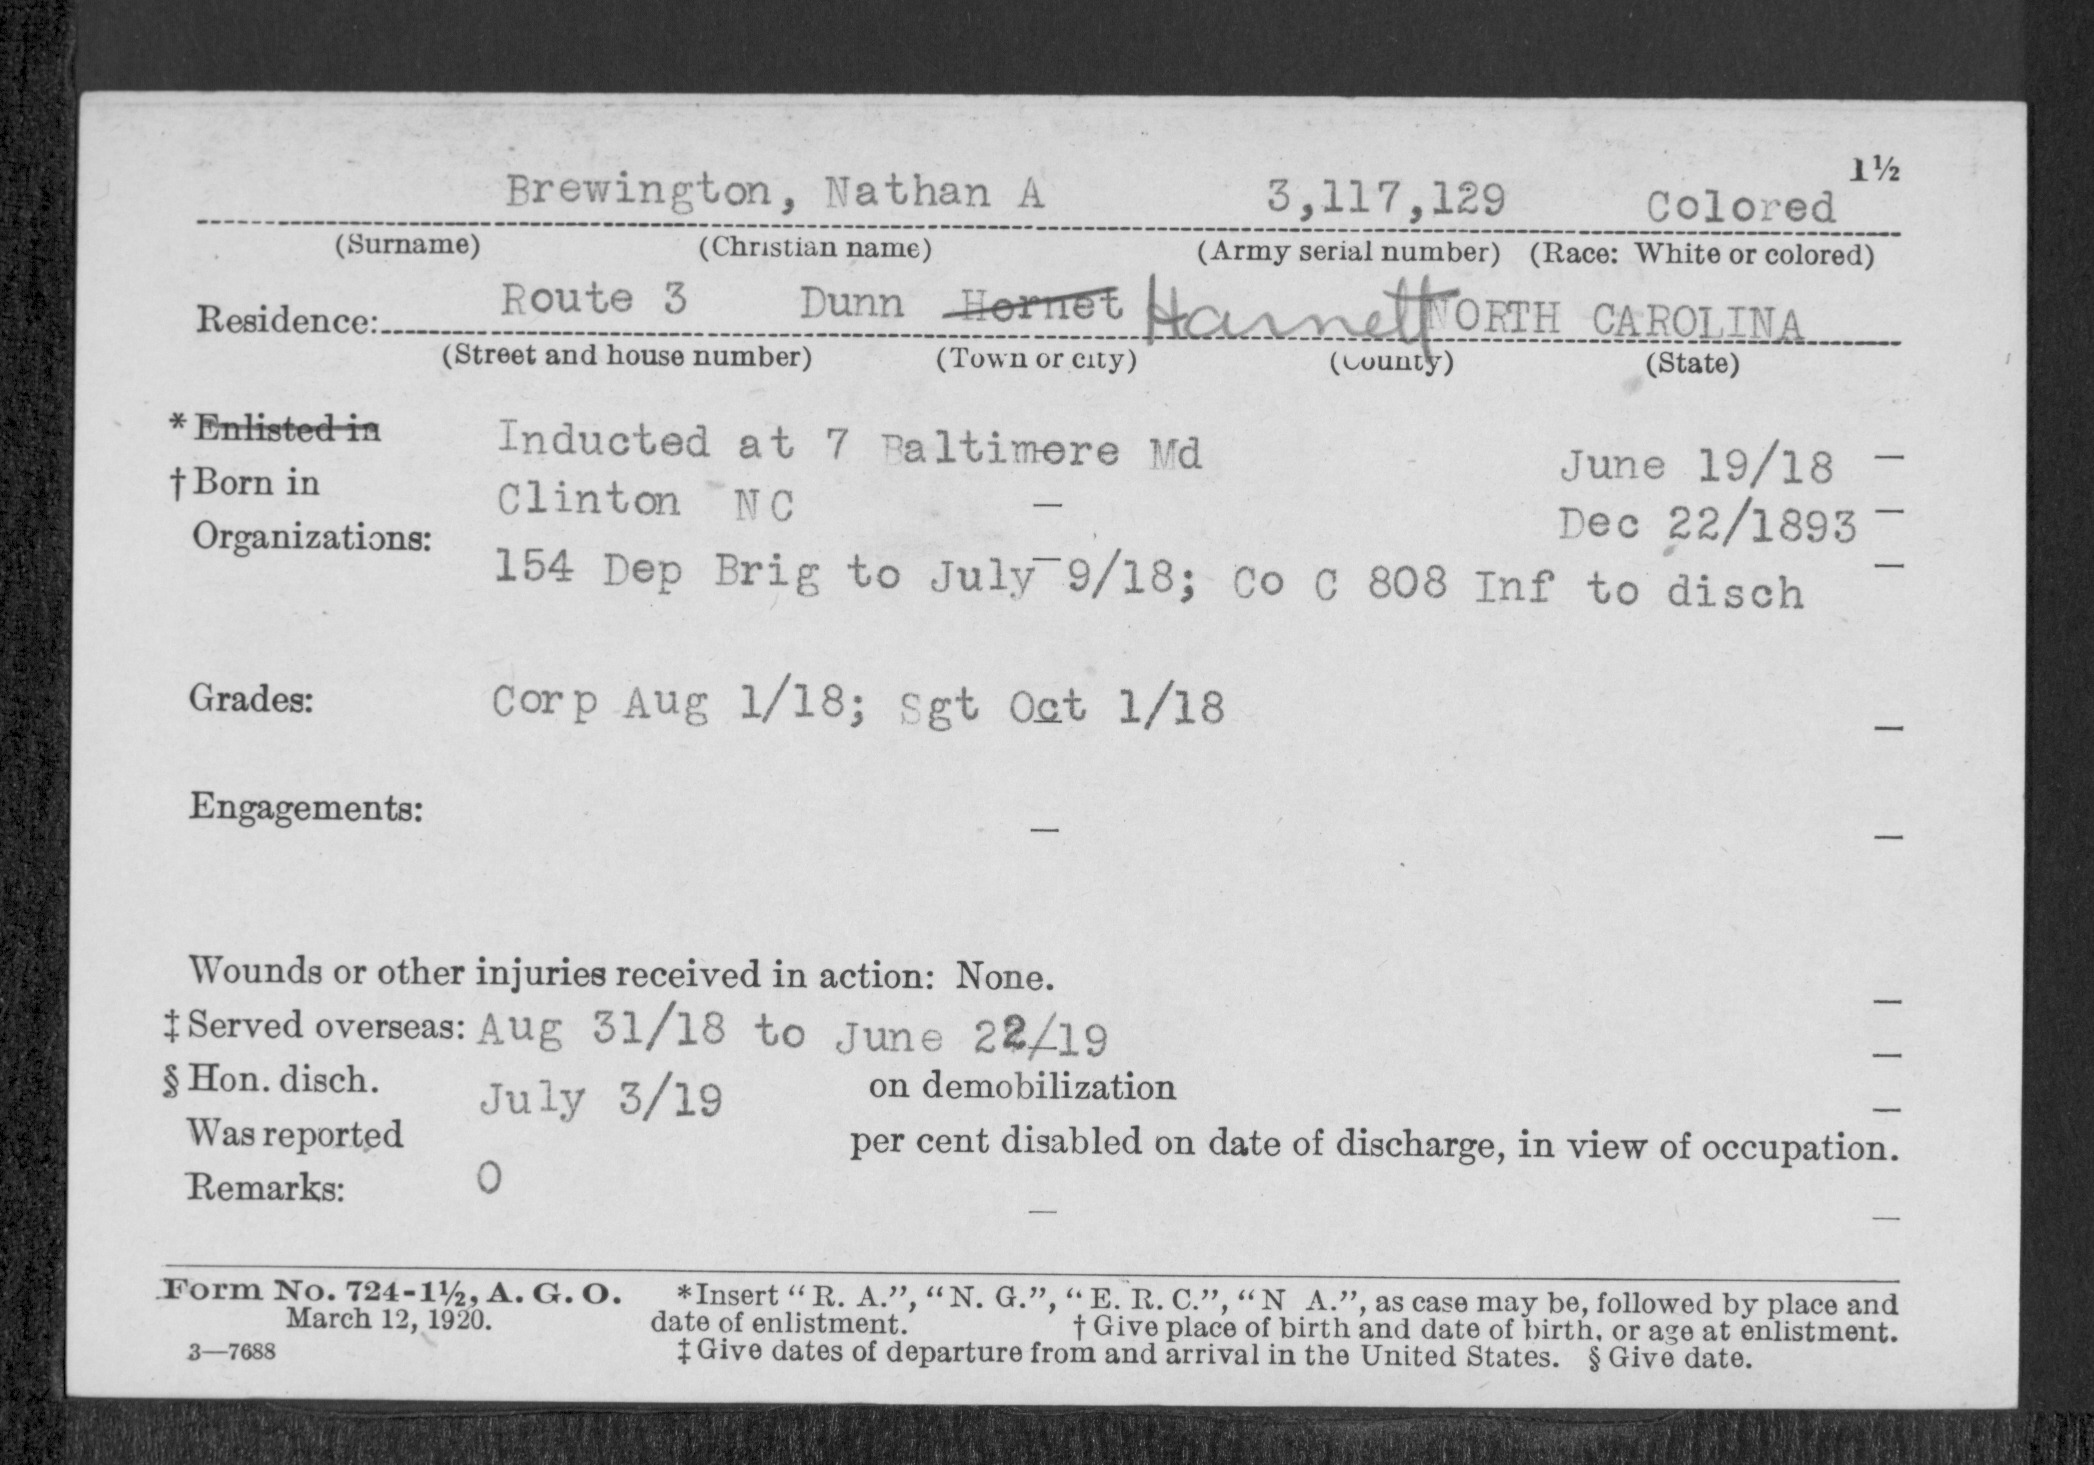 1½
Brewington, Nathan A 3,117,129 Colored
(Surname) (Christian name) (Army serial number) (Race: White or colored)
Residence: Route 3 Dunn Hornet Harnett NORTH CAROLINA
(Street and house number) (Town or city) (County) (State)
* Enlisted in Inducted at 7 Baltimore Md June 19/18
† Born in Clinton NC Dec 22/1893
Organizations: 154 Dep Brig to July 9/18; Co C 808 Inf to disch
Grades: Corp Aug 1/18; Sgt Oct 1/18
Engagements:
Wounds or other injuries received in action: None.
‡ Served overseas: Aug 31/18 to June 22/19
§ Hon. disch. July 3/19 on demobilization
Was reported 0 per cent disabled on date of discharge, in view of occupation.
Remarks:
Form No. 724-1½, A. G. O. *Insert “R. A.”, “N. G.”, “E. R. C.”, “N A.”, as case may be, followed by place and
March 12, 1920. date of enlistment. † Give place of birth and date of birth, or age at enlistment.
3—7688 ‡ Give dates of departure from and arrival in the United States. § Give date.